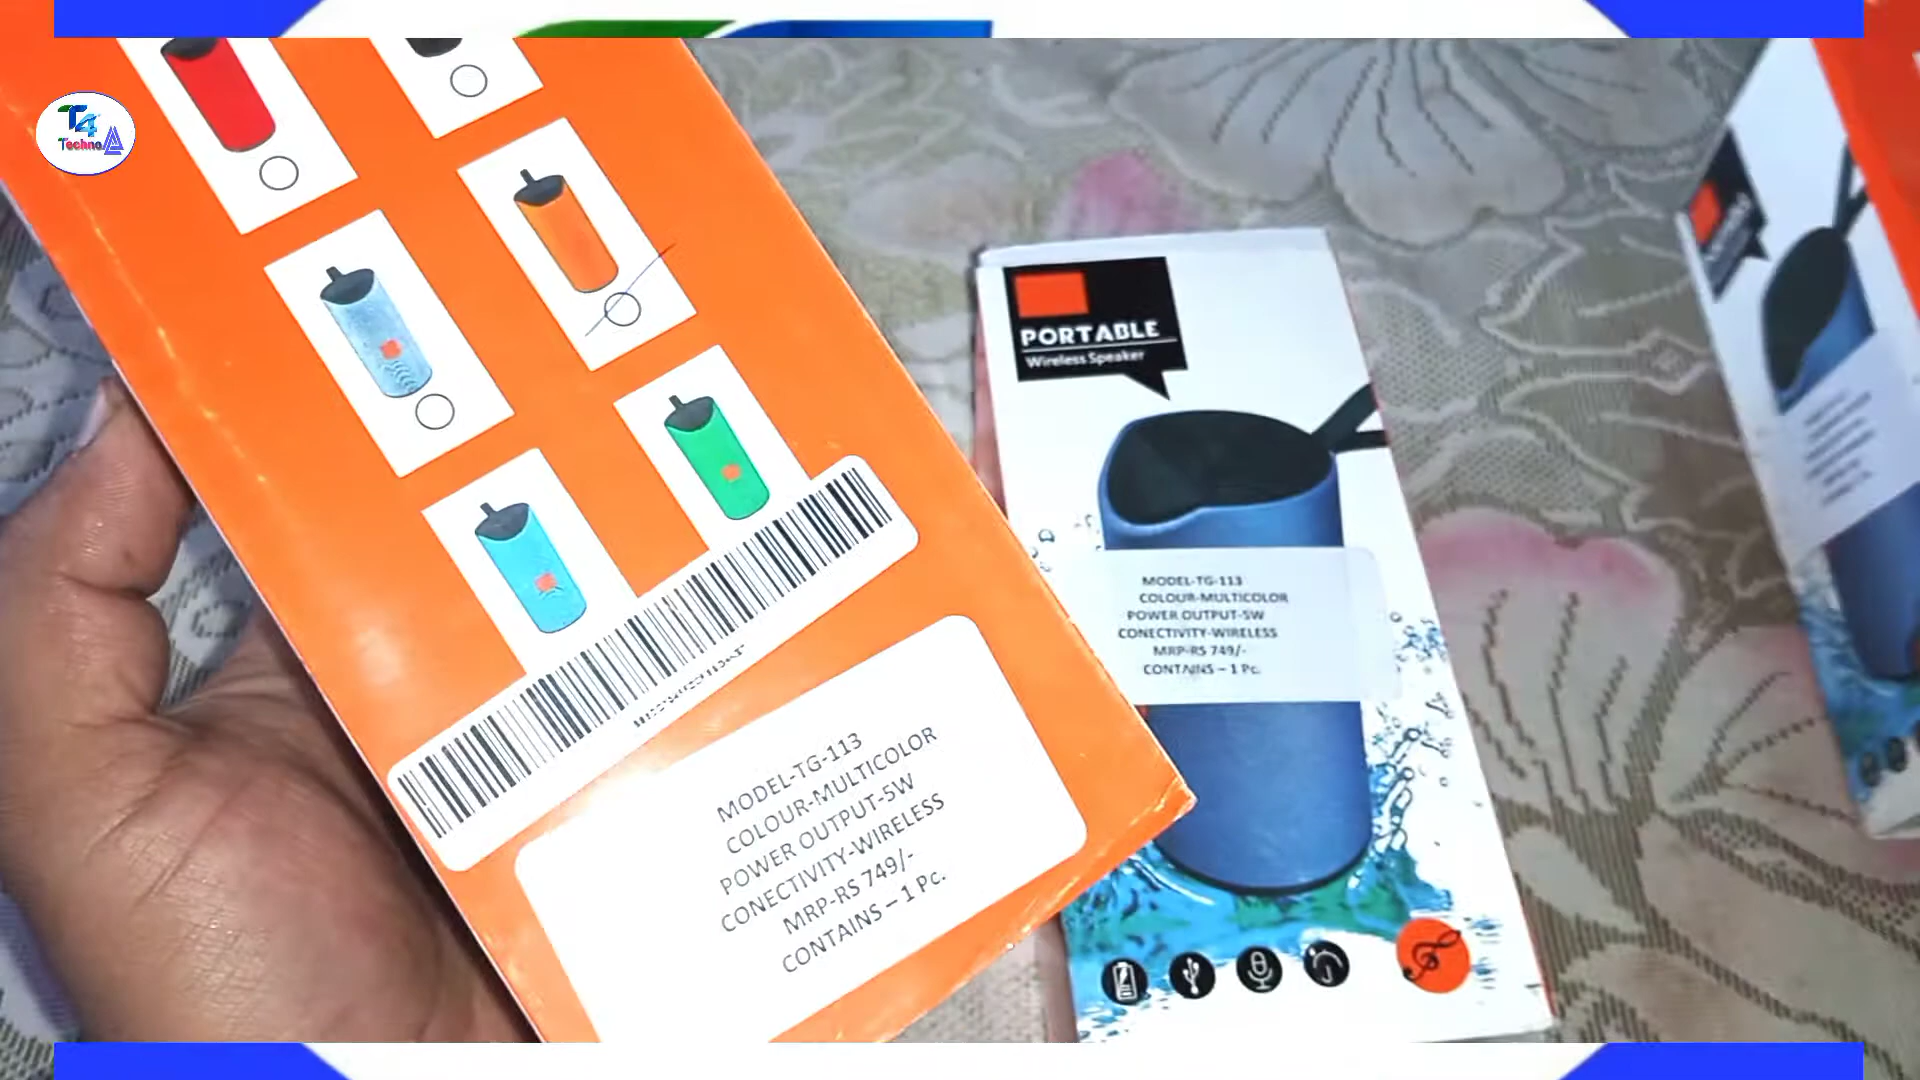 T4
Techno
PORTABLE
Wireless Speaker
MODEL-TG-113
COLOUR-MULTICOLOR
POWER OUTPUT-5W
CONECTIVITY-WIRELESS
MRP-RS 749/-
CONTAINS – 1 Pc.
MODEL-TG-113
COLOUR-MULTICOLOR
POWER OUTPUT-5W
CONECTIVITY-WIRELESS
MRP-RS 749/-
CONTAINS – 1 Pc.